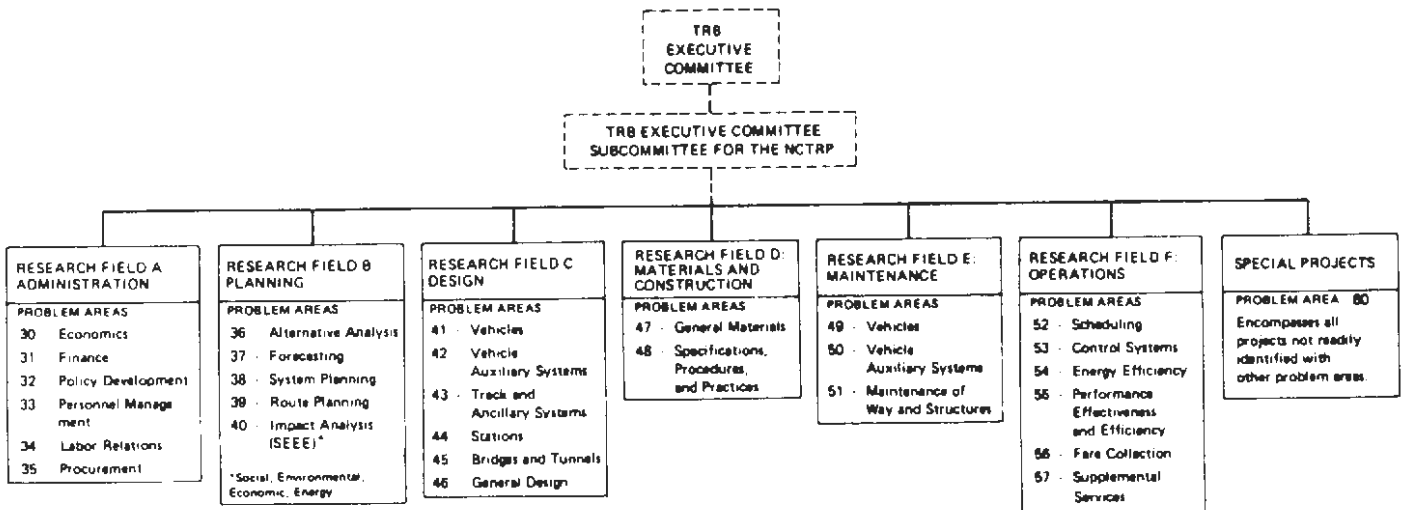 TRB
EXECUTIVE
COMMITTEE
TRB EXECUTIVE COMMITTEE
SUBCOMMITTEE FOR THE NCTRP
RESEARCH FIELD A
ADMINISTRATION
PROBLEM AREAS
30 Economics
31 Finance
32 Policy Development
33 Personnel Manage
ment
34 Labor Relations
35 Procurement
RESEARCH FIELD B
PLANNING
PROBLEM AREAS
36 · Alternative Analysis
37 · Forecasting
38 · System Planning
39 · Route Planning
40 · Impact Analysis
(SEEE)*
*Social, Environmental,
Economic, Energy
RESEARCH FIELD C
DESIGN
PROBLEM AREAS
41 · Vehicles
42 · Vehicle
Auxiliary Systems
43 · Track and
Ancillary Systems
44 · Stations
45 · Bridges and Tunnels
46 · General Design
RESEARCH FIELD D:
MATERIALS AND
CONSTRUCTION
PROBLEM AREAS
47 · General Materials
48 · Specifications,
Procedures,
and Practices
RESEARCH FIELD E:
MAINTENANCE
PROBLEM AREAS
49 · Vehicles
50 · Vehicle
Auxiliary Systems
51 · Maintenance of
Way and Structures
RESEARCH FIELD F:
OPERATIONS
PROBLEM AREAS
52 · Scheduling
53 · Control Systems
54 · Energy Efficiency
55 · Performance
Effectiveness
and Efficiency
56 · Fare Collection
57 · Supplemental
Services
SPECIAL PROJECTS
PROBLEM AREA 60
Encompasses all
projects not readily
identified with
other problem areas.